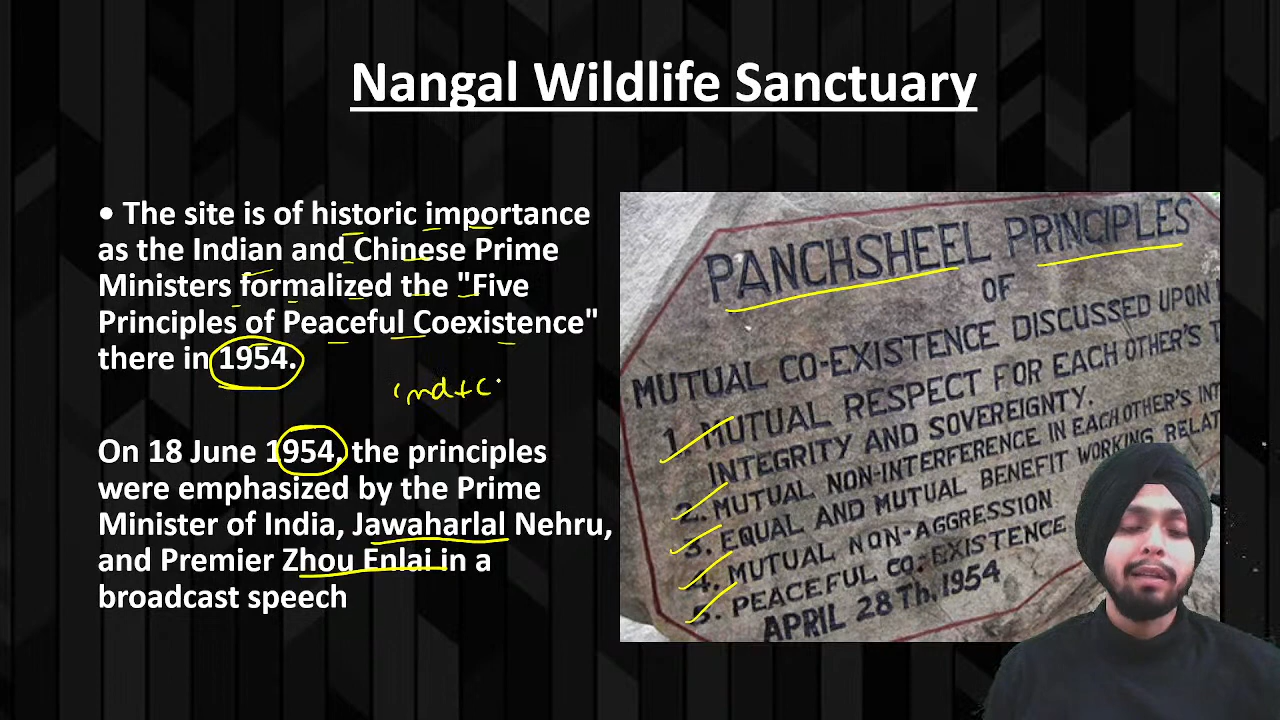 Nangal Wildlife Sanctuary
• The site is of historic importance
as the Indian and Chinese Prime
Ministers formalized the "Five
Principles of Peaceful Coexistence"
there in 1954.
ind+c
On 18 June 1954, the principles
were emphasized by the Prime
Minister of India, Jawaharlal Nehru,
and Premier Zhou Enlai in a
broadcast speech
PANCHSHEEL PRINCIPLES
OF
MUTUAL CO-EXISTENCE DISCUSSED UPON
1. MUTUAL RESPECT FOR EACH OTHER'S T
INTEGRITY AND SOVEREIGNTY.
2. MUTUAL NON-INTERFERENCE IN EACH OTHER'S INT
3. EQUAL AND MUTUAL BENEFIT WORKING RELAT
4. MUTUAL NON-AGGRESSION
5. PEACEFUL CO-EXISTENCE
APRIL 28TH, 1954